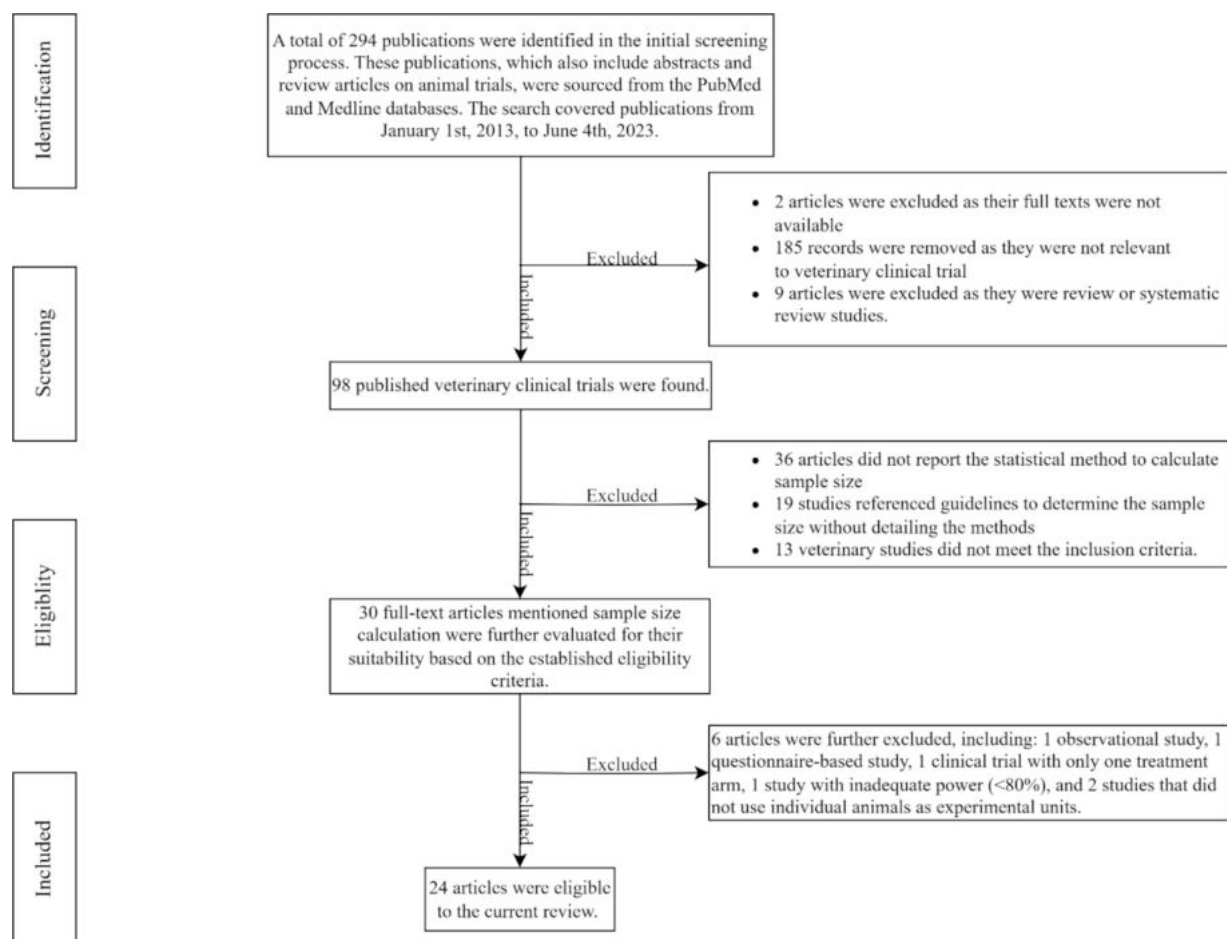 Identification
A total of 294 publications were identified in the initial screening
process. These publications, which also include abstracts and
review articles on animal trials, were sourced from the PubMed
and Medline databases. The search covered publications from
January 1st, 2013, to June 4th, 2023.
Excluded
Included
• 2 articles were excluded as their full texts were not
available
• 185 records were removed as they were not relevant
to veterinary clinical trial
• 9 articles were excluded as they were review or systematic
review studies.
Screening
98 published veterinary clinical trials were found.
Excluded
Included
• 36 articles did not report the statistical method to calculate
sample size
• 19 studies referenced guidelines to determine the sample
size without detailing the methods
• 13 veterinary studies did not meet the inclusion criteria.
Eligiblity
30 full-text articles mentioned sample size
calculation were further evaluated for their
suitability based on the established eligibility
criteria.
Excluded
Included
6 articles were further excluded, including: 1 observational study, 1
questionnaire-based study, 1 clinical trial with only one treatment
arm, 1 study with inadequate power (<80%), and 2 studies that did
not use individual animals as experimental units.
Included
24 articles were eligible
to the current review.